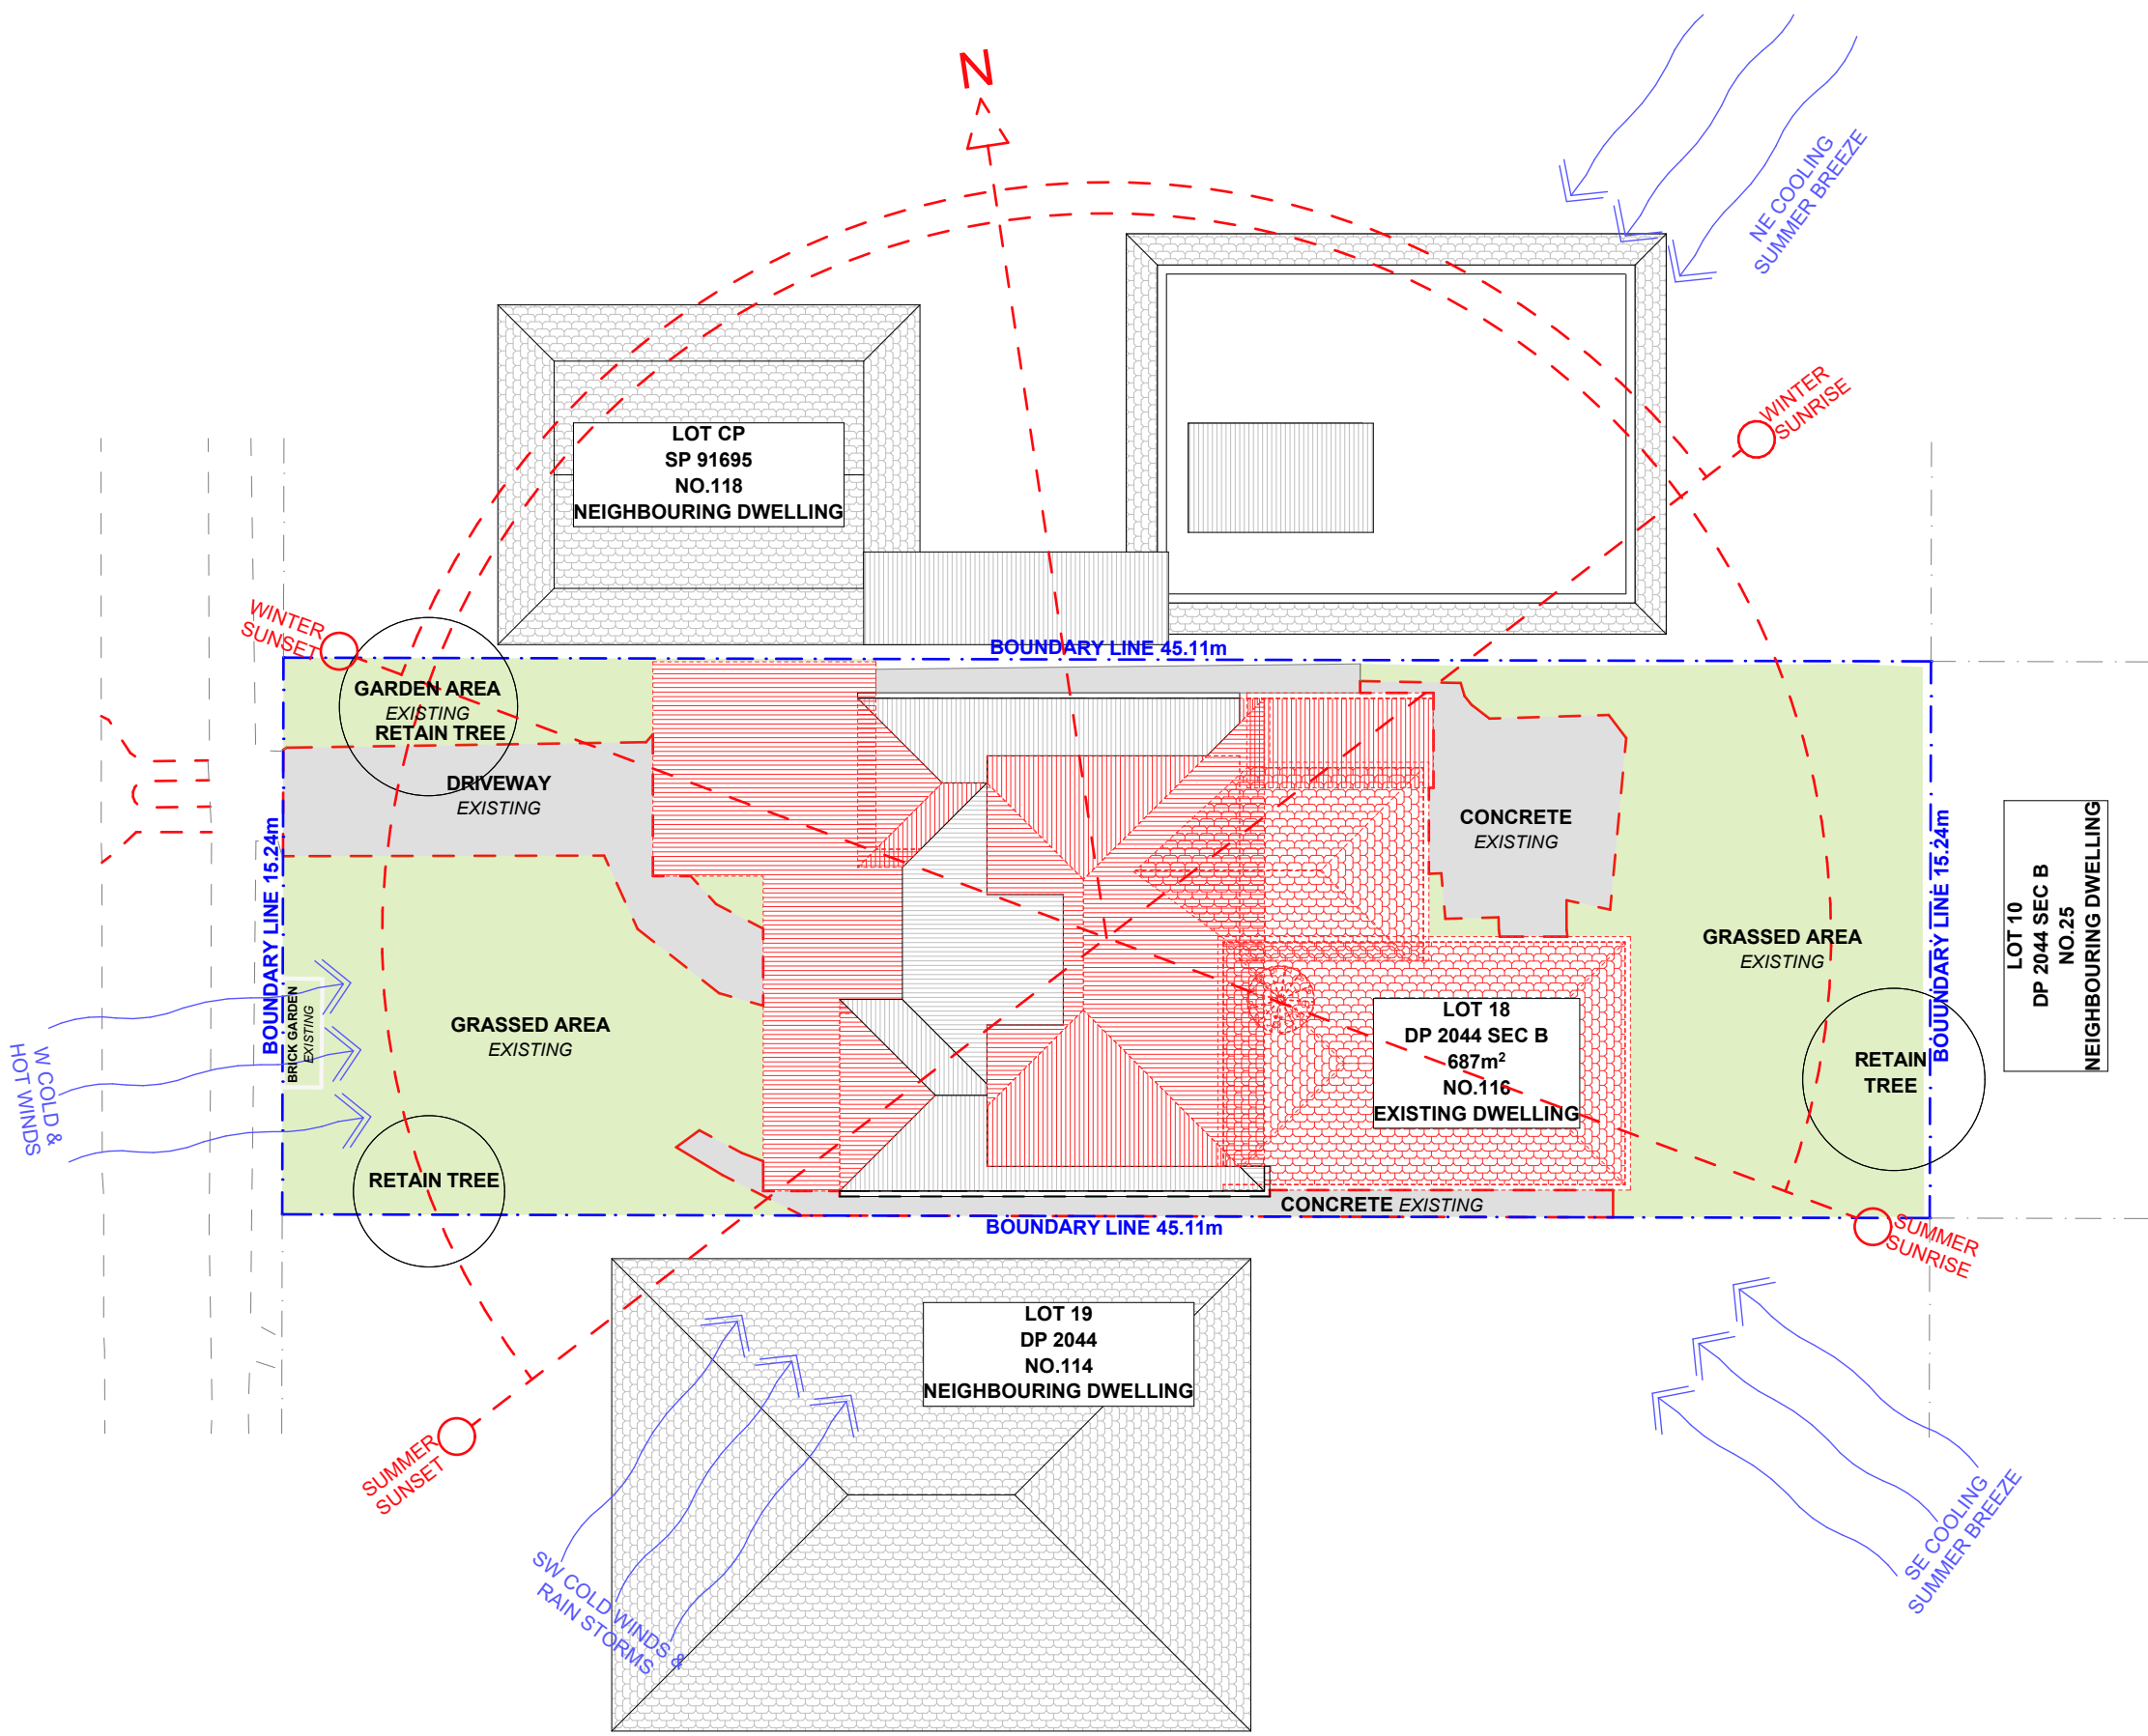 N
NE COOLING
SUMMER BREEZE
WINTER
SUNRISE
LOT CP
SP 91695
NO.118
NEIGHBOURING DWELLING
WINTER
SUNSET
BOUNDARY LINE 45.11m
GARDEN AREA
EXISTING
RETAIN TREE
DRIVEWAY
EXISTING
CONCRETE
EXISTING
BOUNDARY LINE 15.24m
BOUNDARY LINE 15.24m
LOT 10
DP 2044 SEC B
NO.25
NEIGHBOURING DWELLING
GRASSED AREA
EXISTING
BRICK GARDEN
EXISTING
GRASSED AREA
EXISTING
W COLD &
HOT WINDS
LOT 18
DP 2044 SEC B
687m²
NO.116
EXISTING DWELLING
RETAIN
TREE
RETAIN TREE
CONCRETE EXISTING
BOUNDARY LINE 45.11m
SUMMER
SUNRISE
LOT 19
DP 2044
NO.114
NEIGHBOURING DWELLING
SUMMER
SUNSET
SW COLD WINDS &
RAIN STORMS
SE COOLING
SUMMER BREEZE